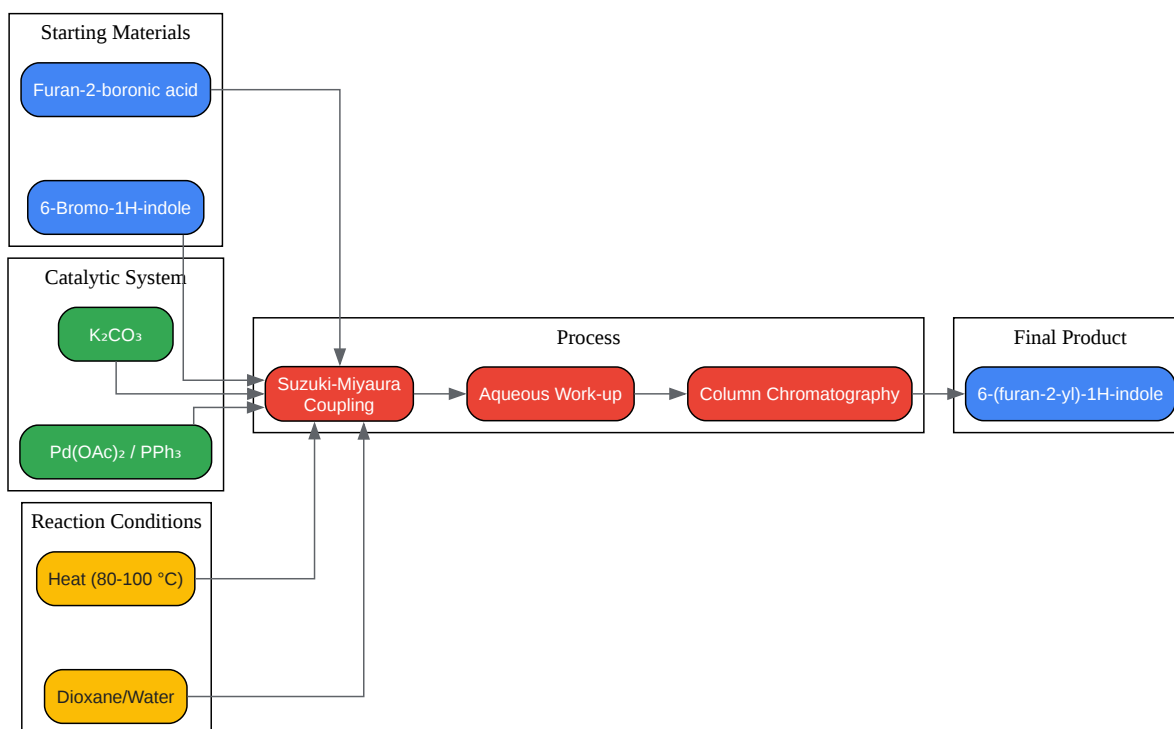 Starting Materials
Furan-2-boronic acid
6-Bromo-1H-indole
Catalytic System
K₂CO₃
Pd(OAc)₂ / PPh₃
Reaction Conditions
Heat (80-100 °C)
Dioxane/Water
Process
Suzuki-Miyaura
Coupling
Aqueous Work-up
Column Chromatography
Final Product
6-(furan-2-yl)-1H-indole